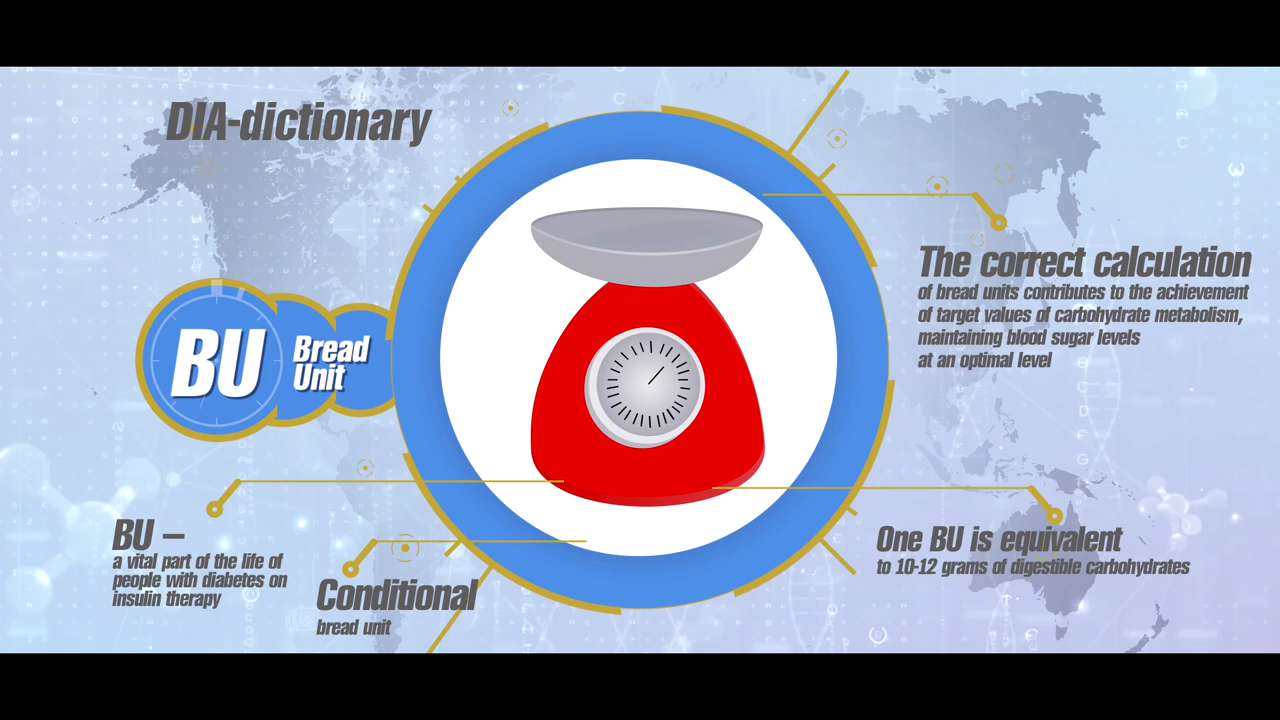 DIA-dictionary
BU
Bread
Unit
The correct calculation
of bread units contributes to the achievement
of target values of carbohydrate metabolism,
maintaining blood sugar levels
at an optimal level
BU –
a vital part of the life of
people with diabetes on
insulin therapy
Conditional
bread unit
One BU is equivalent
to 10-12 grams of digestible carbohydrates